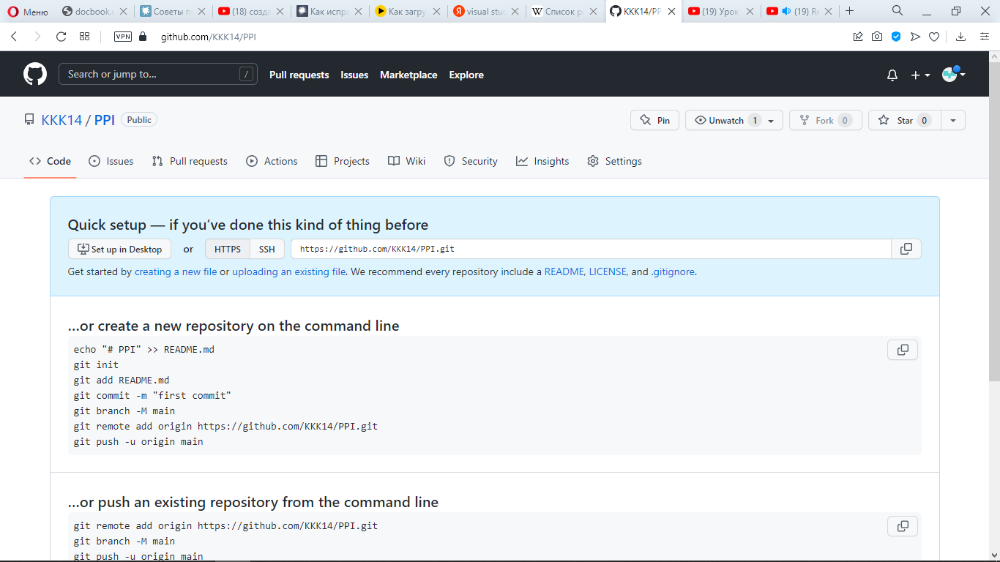 Меню
docbook.
Советы п
(18) созда
Как испра
Как загру
visual stud
Список р
KKK14/PP
(19) Урок
(19) R
VPN github.com/KKK14/PPI
Search or jump to... /
Pull requests Issues Marketplace Explore
KKK14 / PPI Public
Pin Unwatch 1 Fork 0 Star 0
Code Issues Pull requests Actions Projects Wiki Security Insights Settings
Quick setup — if you’ve done this kind of thing before
Set up in Desktop or HTTPS SSH https://github.com/KKK14/PPI.git
Get started by creating a new file or uploading an existing file. We recommend every repository include a README, LICENSE, and .gitignore.
…or create a new repository on the command line
echo "# PPI" >> README.md
git init
git add README.md
git commit -m "first commit"
git branch -M main
git remote add origin https://github.com/KKK14/PPI.git
git push -u origin main
…or push an existing repository from the command line
git remote add origin https://github.com/KKK14/PPI.git
git branch -M main
git push -u origin main